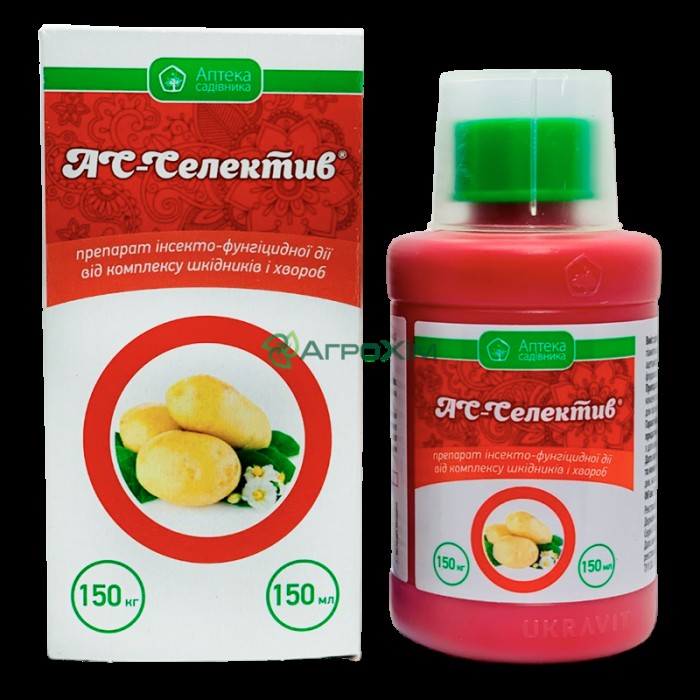 Аптека
садівника
АС-Селектив®
препарат інсекто-фунгіцидної дії
від комплексу шкідників і хвороб
150 кг
150 мл
АгроХім
Аптека
садівника
АС-Селектив®
препарат інсекто-фунгіцидної дії
від комплексу шкідників і хвороб
150 кг
150 мл
UKRAVIT